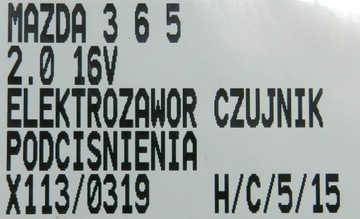 MAZDA 3 6 5
2.0 16V
ELEKTROZAWOR CZUJNIK
PODCISNIENIA
X113/0319 H/C/5/15